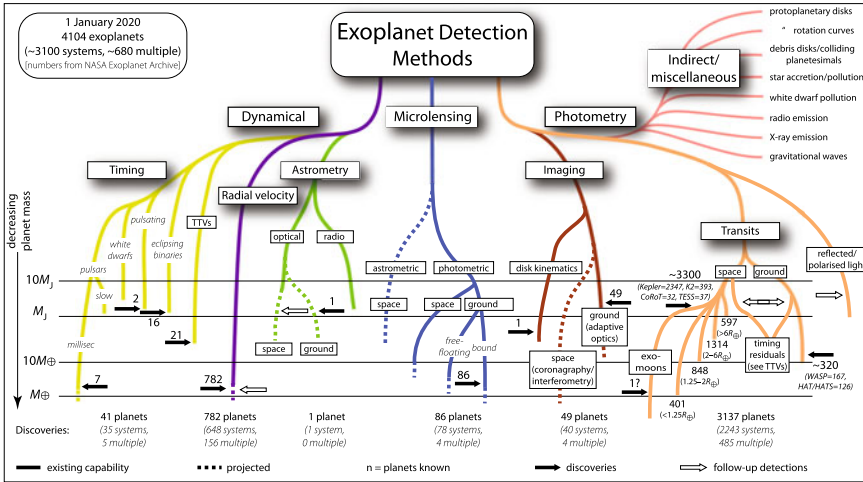 1 January 2020
4104 exoplanets
(~3100 systems, ~680 multiple)
[numbers from NASA Exoplanet Archive]
Exoplanet Detection
Methods
Indirect/
miscellaneous
protoplanetary disks
" rotation curves
debris disks/colliding
planetesimals
star accretion/pollution
white dwarf pollution
radio emission
X-ray emission
gravitational waves
Dynamical
Microlensing
Photometry
Timing
Radial velocity
Astrometry
Imaging
Transits
reflected/
polarised light
decreasing
planet mass
pulsars
slow
millisec
white
dwarfs
pulsating
eclipsing
binaries
TTVs
optical
radio
space
ground
astrometric
photometric
space
space
ground
free-
floating
bound
disk kinematics
ground
(adaptive
optics)
space
(coronagraphy/
interferometry)
space
ground
exo-
moons
timing
residuals
(see TTVs)
10MJ
MJ
10M⊕
M⊕
2
16
21
7
782
1
86
1
49
~3300
(Kepler=2347, K2=393,
CoRoT=32, TESS=37)
597
(>6R⊕)
1314
(2–6R⊕)
848
(1.25–2R⊕)
401
(<1.25R⊕)
1?
~320
(WASP=167,
HAT/HATS=126)
Discoveries:
41 planets
(35 systems,
5 multiple)
782 planets
(648 systems,
156 multiple)
1 planet
(1 system,
0 multiple)
86 planets
(78 systems,
4 multiple)
49 planets
(40 systems,
4 multiple)
3137 planets
(2243 systems,
485 multiple)
existing capability
projected
n = planets known
discoveries
follow-up detections